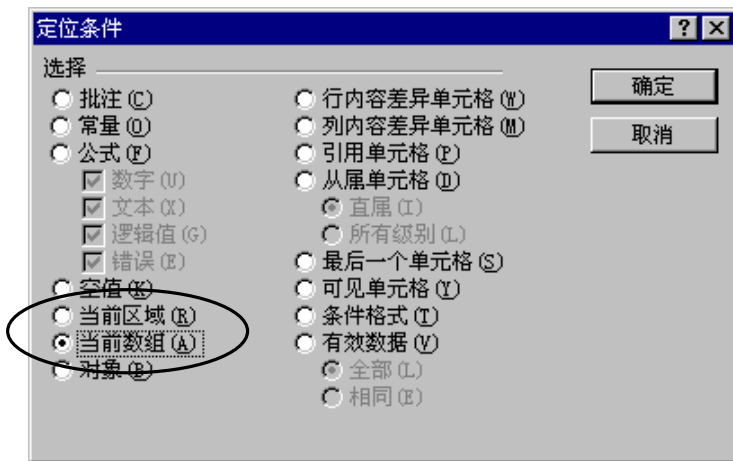 定位条件
选择
批注(C)
常量(O)
公式(F)
数字(U)
文本(X)
逻辑值(G)
错误(E)
空值(K)
当前区域(R)
当前数组(A)
对象(B)
行内容差异单元格(W)
列内容差异单元格(M)
引用单元格(P)
从属单元格(D)
直属(I)
所有级别(L)
最后一个单元格(S)
可见单元格(Y)
条件格式(T)
有效数据(V)
全部(L)
相同(E)
确定
取消